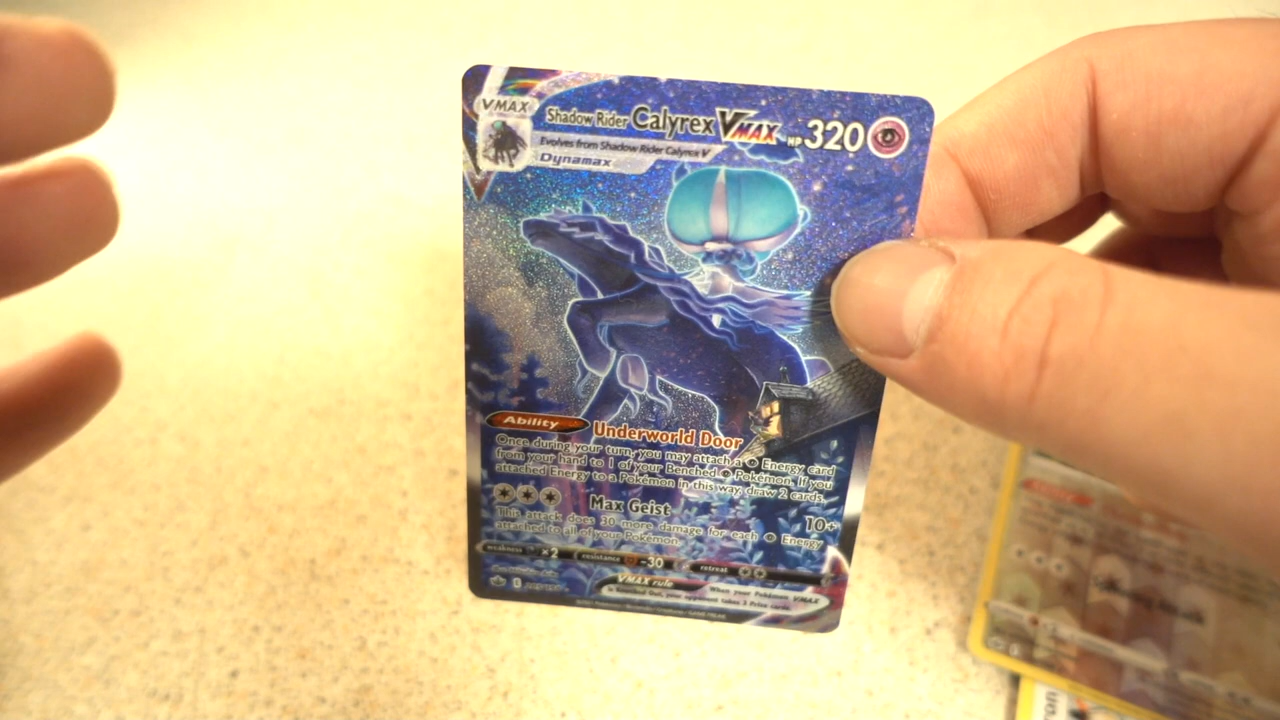 VMAX
Shadow Rider Calyrex VMAX HP 320
Evolves from Shadow Rider Calyrex V
Dynamax
Ability Underworld Door
Once during your turn, you may attach a Energy card
from your hand to 1 of your Benched Pokémon. If you
attached Energy to a Pokémon in this way, draw 2 cards.
Max Geist 10+
This attack does 30 more damage for each Energy
attached to all of your Pokémon.
weakness ×2 resistance -30 retreat
VMAX rule When your Pokémon VMAX
is Knocked Out, your opponent takes 3 Prize cards.